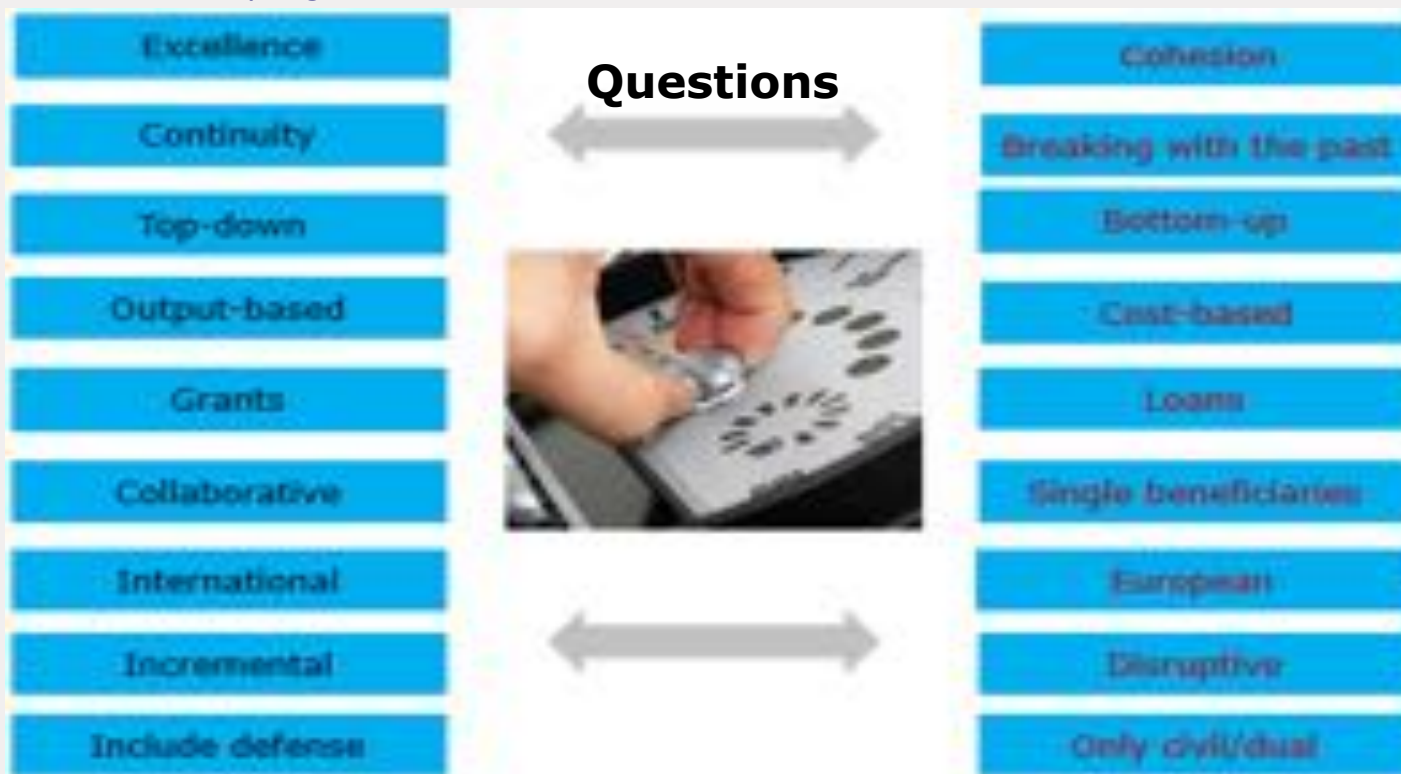 Questions
Excellence
Cohesion
Continuity
Breaking with the past
Top-down
Bottom-up
Output-based
Cost-based
Grants
Loans
Collaborative
Single beneficiaries
International
European
Incremental
Disruptive
Include defense
Only civil/dual